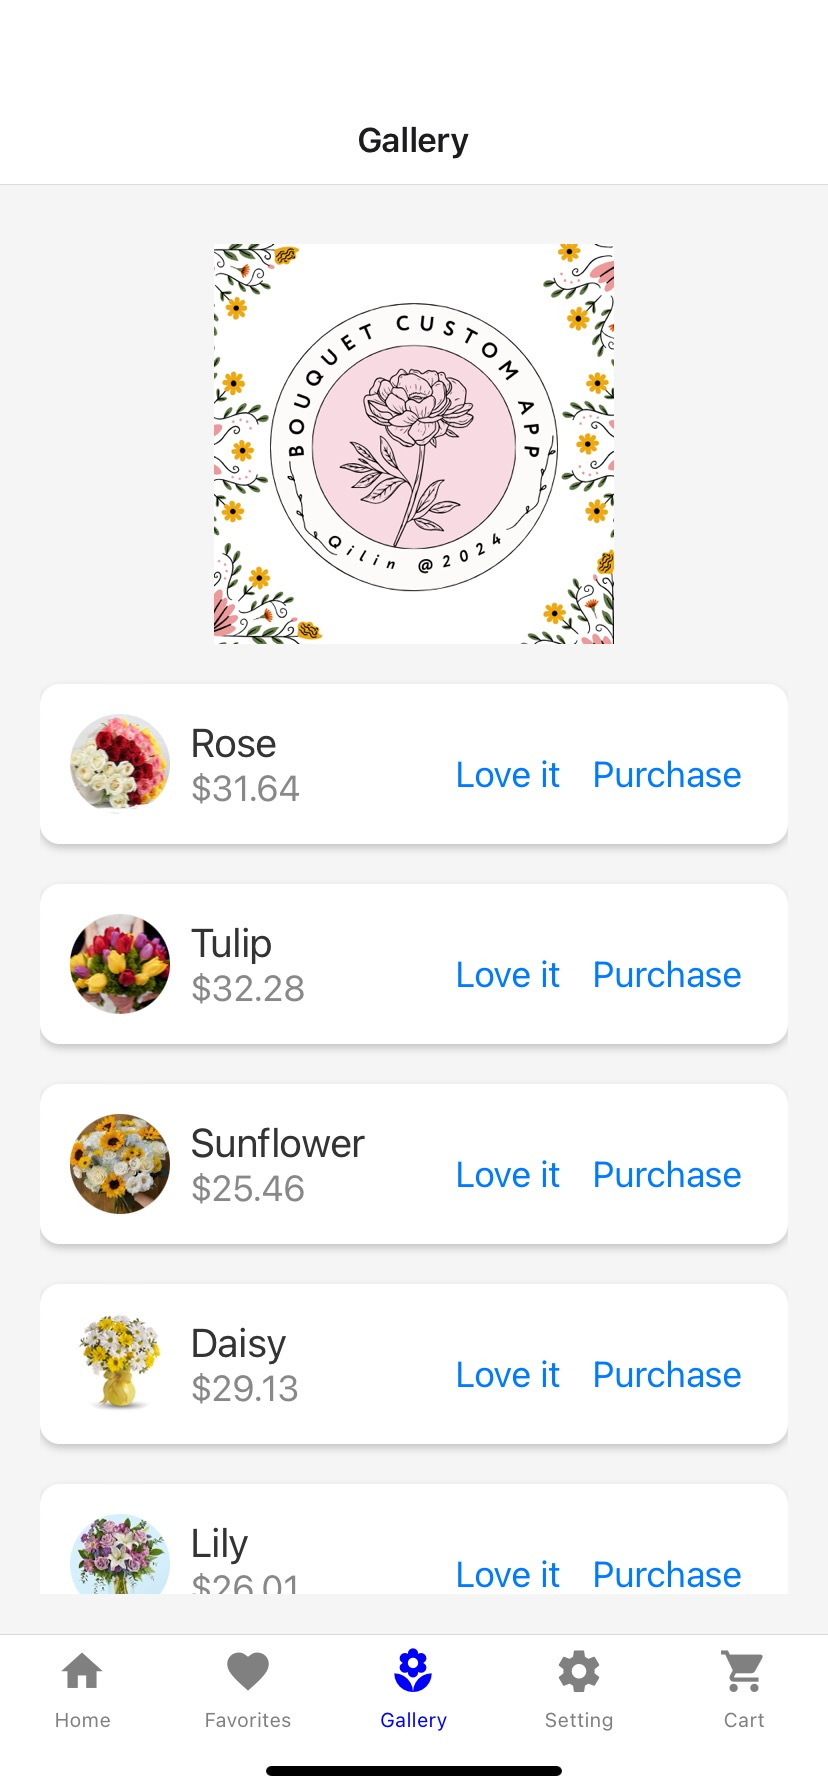 Gallery
BOUQUET CUSTOM APP
Qilin @2024
Rose
$31.64
Love it Purchase
Tulip
$32.28
Love it Purchase
Sunflower
$25.46
Love it Purchase
Daisy
$29.13
Love it Purchase
Lily
$26.01
Love it Purchase
Home Favorites Gallery Setting Cart